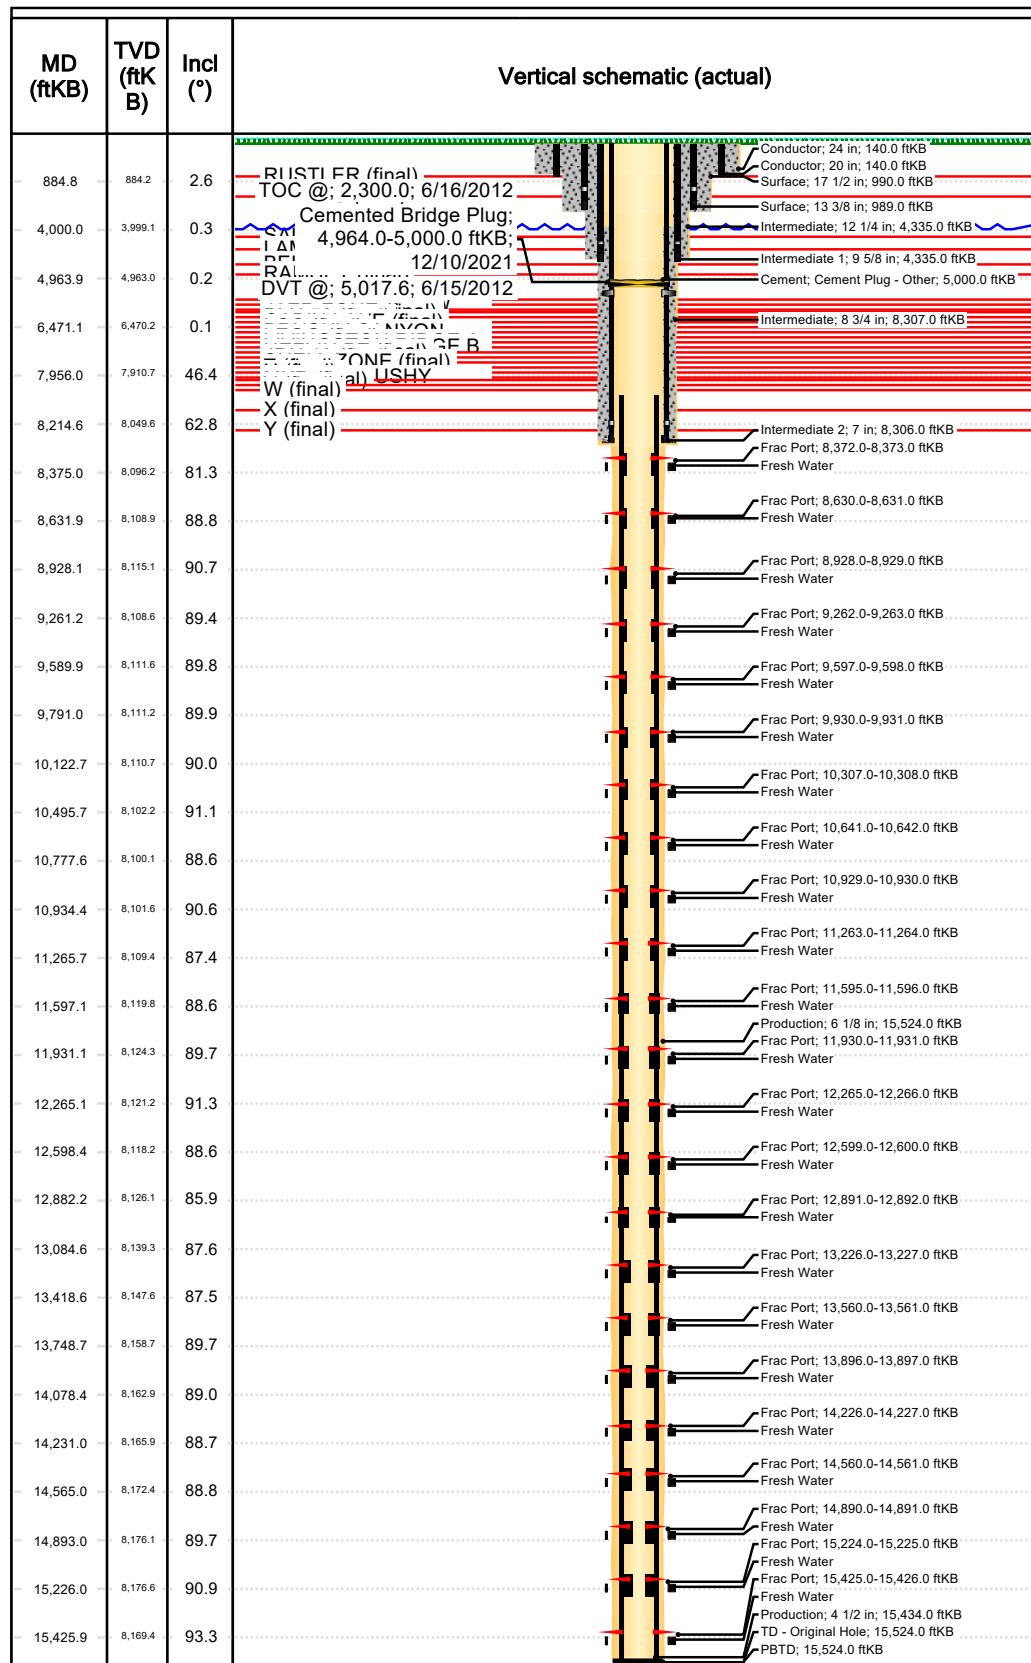 MD (ftKB)
TVD (ftK B)
Incl (°)
Vertical schematic (actual)
884.8 884.2 2.6
4,000.0 3,999.1 0.3
4,963.9 4,963.0 0.2
6,471.1 6,470.2 0.1
7,956.0 7,910.7 46.4
8,214.6 8,049.6 62.8
8,375.0 8,096.2 81.3
8,631.9 8,108.9 88.8
8,928.1 8,115.1 90.7
9,261.2 8,108.6 89.4
9,589.9 8,111.6 89.8
9,791.0 8,111.2 89.9
10,122.7 8,110.7 90.0
10,495.7 8,102.2 91.1
10,777.6 8,100.1 88.6
10,934.4 8,101.6 90.6
11,265.7 8,109.4 87.4
11,597.1 8,119.8 88.6
11,931.1 8,124.3 89.7
12,265.1 8,121.2 91.3
12,598.4 8,118.2 88.6
12,882.2 8,126.1 85.9
13,084.6 8,139.3 87.6
13,418.6 8,147.6 87.5
13,748.7 8,158.7 89.7
14,078.4 8,162.9 89.0
14,231.0 8,165.9 88.7
14,565.0 8,172.4 88.8
14,893.0 8,176.1 89.7
15,226.0 8,176.6 90.9
15,425.9 8,169.4 93.3
RUSTLER (final)
TOC @; 2,300.0; 6/16/2012
Cemented Bridge Plug;
4,964.0-5,000.0 ftKB;
12/10/2021
DVT @; 5,017.6; 6/15/2012
ZONE (final)
W (final)
X (final)
Y (final)
Conductor; 24 in; 140.0 ftKB
Conductor; 20 in; 140.0 ftKB
Surface; 17 1/2 in; 990.0 ftKB
Surface; 13 3/8 in; 989.0 ftKB
Intermediate; 12 1/4 in; 4,335.0 ftKB
Intermediate 1; 9 5/8 in; 4,335.0 ftKB
Cement; Cement Plug - Other; 5,000.0 ftKB
Intermediate; 8 3/4 in; 8,307.0 ftKB
Intermediate 2; 7 in; 8,306.0 ftKB
Frac Port; 8,372.0-8,373.0 ftKB
Fresh Water
Frac Port; 8,630.0-8,631.0 ftKB
Fresh Water
Frac Port; 8,928.0-8,929.0 ftKB
Fresh Water
Frac Port; 9,262.0-9,263.0 ftKB
Fresh Water
Frac Port; 9,597.0-9,598.0 ftKB
Fresh Water
Frac Port; 9,930.0-9,931.0 ftKB
Fresh Water
Frac Port; 10,307.0-10,308.0 ftKB
Fresh Water
Frac Port; 10,641.0-10,642.0 ftKB
Fresh Water
Frac Port; 10,929.0-10,930.0 ftKB
Fresh Water
Frac Port; 11,263.0-11,264.0 ftKB
Fresh Water
Frac Port; 11,595.0-11,596.0 ftKB
Fresh Water
Production; 6 1/8 in; 15,524.0 ftKB
Frac Port; 11,930.0-11,931.0 ftKB
Fresh Water
Frac Port; 12,265.0-12,266.0 ftKB
Fresh Water
Frac Port; 12,599.0-12,600.0 ftKB
Fresh Water
Frac Port; 12,891.0-12,892.0 ftKB
Fresh Water
Frac Port; 13,226.0-13,227.0 ftKB
Fresh Water
Frac Port; 13,560.0-13,561.0 ftKB
Fresh Water
Frac Port; 13,896.0-13,897.0 ftKB
Fresh Water
Frac Port; 14,226.0-14,227.0 ftKB
Fresh Water
Frac Port; 14,560.0-14,561.0 ftKB
Fresh Water
Frac Port; 14,890.0-14,891.0 ftKB
Fresh Water
Frac Port; 15,224.0-15,225.0 ftKB
Fresh Water
Frac Port; 15,425.0-15,426.0 ftKB
Fresh Water
Production; 4 1/2 in; 15,434.0 ftKB
TD - Original Hole; 15,524.0 ftKB
PBTD; 15,524.0 ftKB